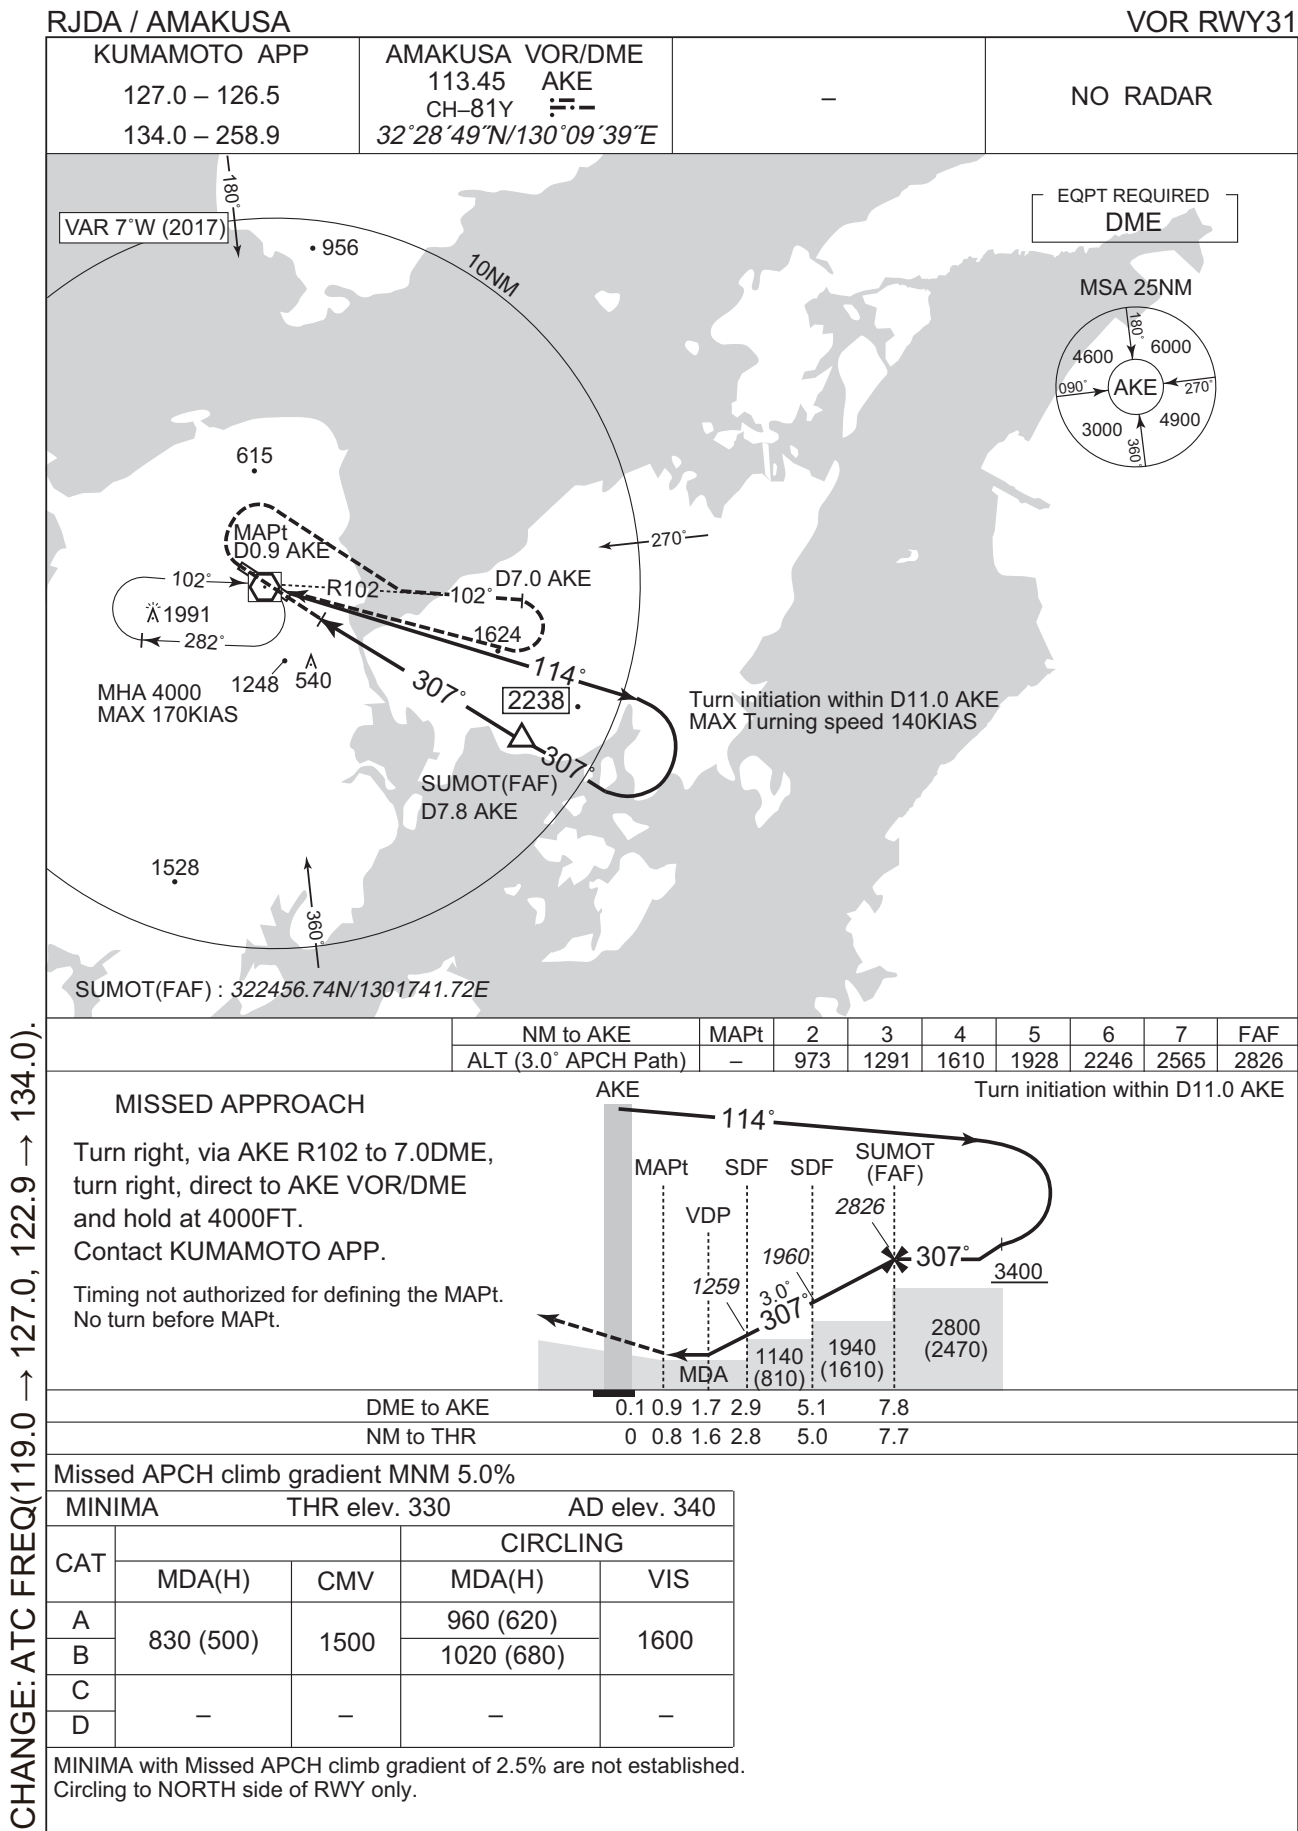 RJDA / AMAKUSA
VOR RWY31
KUMAMOTO APP
127.0 – 126.5
134.0 – 258.9
AMAKUSA VOR/DME
113.45 AKE
CH–81Y
32°28´49˝N/130°09´39˝E
–
NO RADAR
180°
VAR 7°W (2017)
956
10NM
EQPT REQUIRED
DME
MSA 25NM
180°
4600
6000
090°
AKE
270°
3000
4900
360°
615
MAPt
D0.9 AKE
270°
102°
R102
102°
D7.0 AKE
1991
282°
1624
114°
MHA 4000
MAX 170KIAS
1248
540
307°
2238
Turn initiation within D11.0 AKE
MAX Turning speed 140KIAS
307°
SUMOT(FAF)
D7.8 AKE
1528
360°
SUMOT(FAF) : 322456.74N/1301741.72E
NM to AKE MAPt 2 3 4 5 6 7 FAF
ALT (3.0° APCH Path) – 973 1291 1610 1928 2246 2565 2826
MISSED APPROACH
Turn right, via AKE R102 to 7.0DME,
turn right, direct to AKE VOR/DME
and hold at 4000FT.
Contact KUMAMOTO APP.
Timing not authorized for defining the MAPt.
No turn before MAPt.
AKE
Turn initiation within D11.0 AKE
114°
MAPt
SDF
SDF
SUMOT
(FAF)
VDP
2826
1960
307°
1259
3.0°
307°
3400
MDA
1140
(810)
1940
(1610)
2800
(2470)
DME to AKE 0.1 0.9 1.7 2.9 5.1 7.8
NM to THR 0 0.8 1.6 2.8 5.0 7.7
Missed APCH climb gradient MNM 5.0%
MINIMA THR elev. 330 AD elev. 340
CAT
CIRCLING
MDA(H) CMV MDA(H) VIS
A 830 (500) 1500 960 (620) 1600
B 1020 (680)
C
D – – – –
MINIMA with Missed APCH climb gradient of 2.5% are not established.
Circling to NORTH side of RWY only.
CHANGE: ATC FREQ(119.0 → 127.0, 122.9 → 134.0).